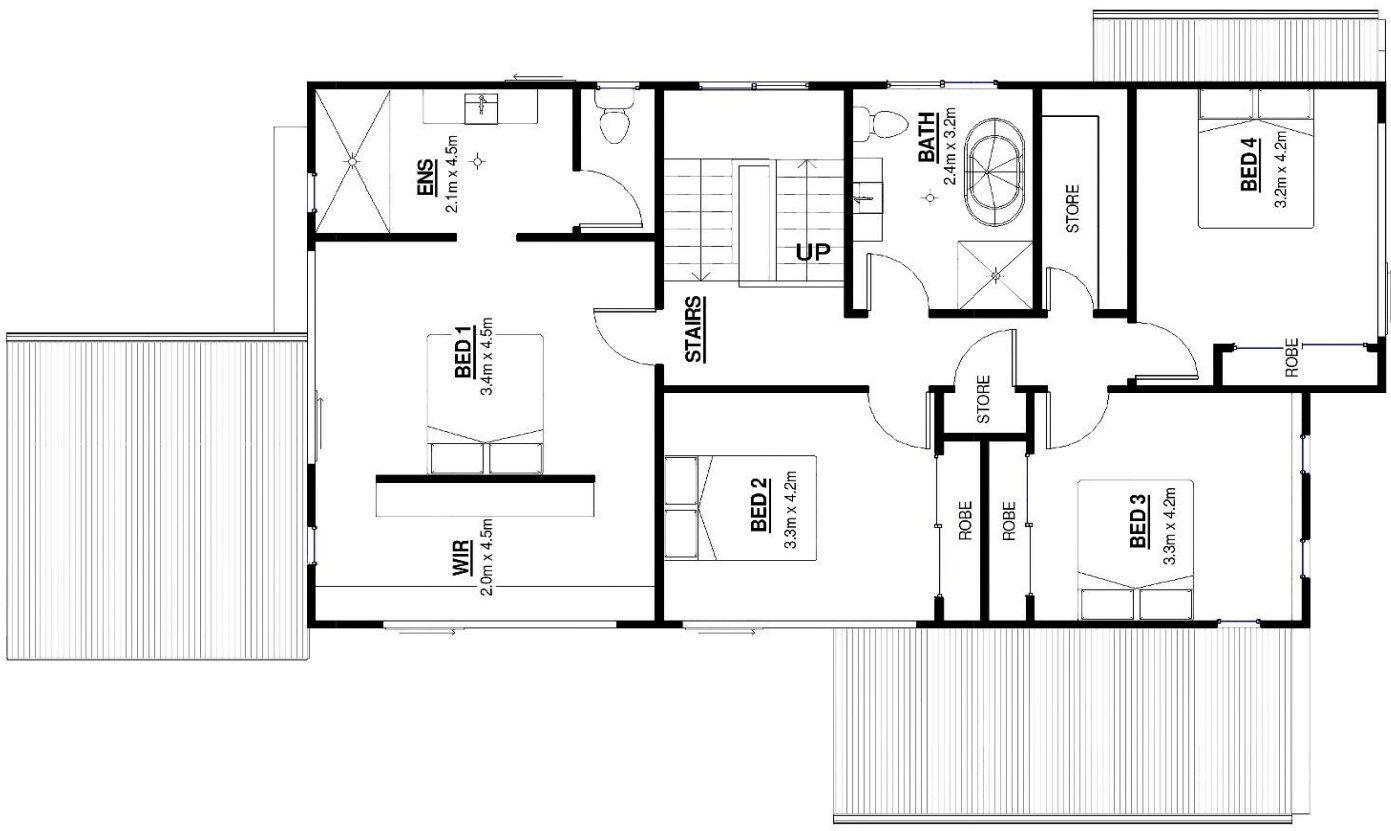 ENS
2.1m x 4.5m
BATH
2.4m x 3.2m
STORE
BED 4
3.2m x 4.2m
UP
STAIRS
BED 1
3.4m x 4.5m
ROBE
STORE
BED 2
3.3m x 4.2m
ROBE
ROBE
BED 3
3.3m x 4.2m
WIR
2.0m x 4.5m